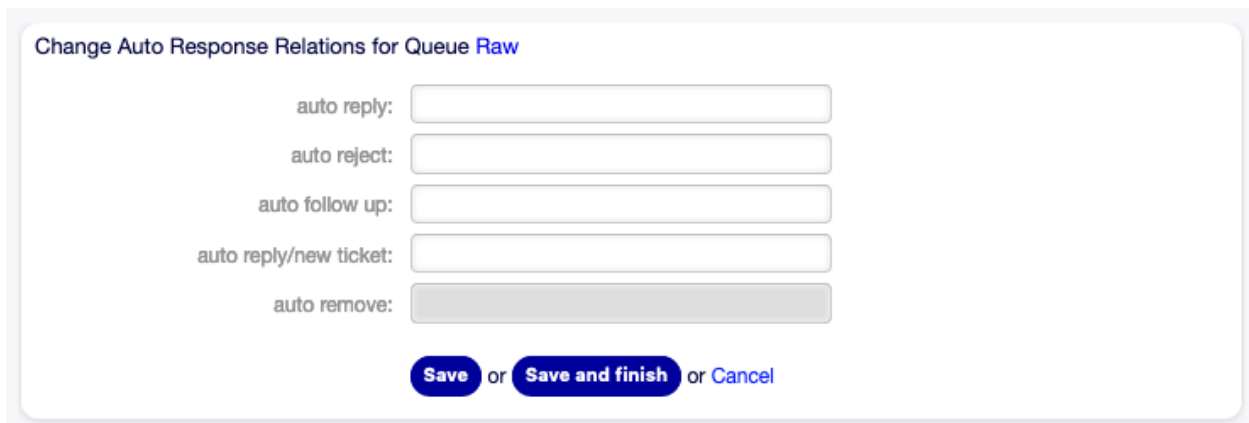 Change Auto Response Relations for Queue Raw
auto reply:
auto reject:
auto follow up:
auto reply/new ticket:
auto remove:
Save or Save and finish or Cancel